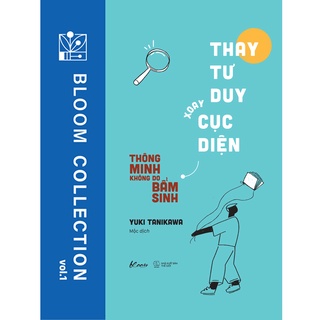 BLOOM COLLECTION
vol.1
THAY
TƯ
DUY
XOAY
CỤC
DIỆN
THÔNG
MINH
KHÔNG DO
BẨM
SINH
YUKI TANIKAWA
Mộc dịch
bloom